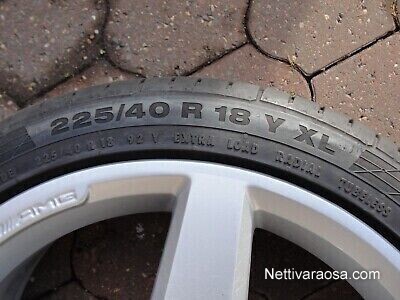 225/40 R 18 Y XL
225/40 R 18 92 Y EXTRA LOAD RADIAL TUBELESS
AMG
Nettivaraosa.com